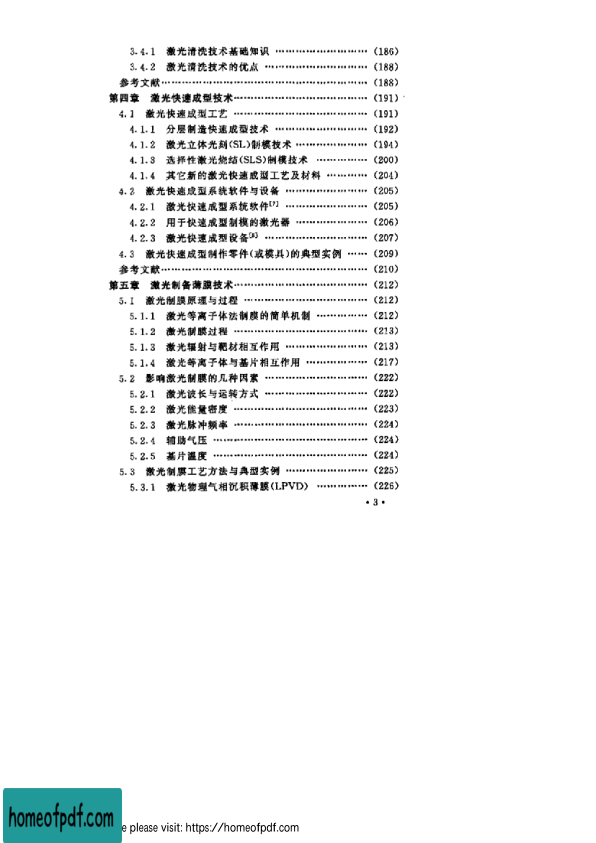 3.4.1 激光清洗技术基础知识 ……………………… (186)
3.4.2 激光清洗技术的优点 ……………………… (188)
参考文献……………………………………………… (188)
第四章 激光快速成型技术………………………………… (191)
4.1 激光快速成型工艺 ………………………………… (191)
4.1.1 分层制造快速成型技术 ……………………… (192)
4.1.2 激光立体光刻(SL)制模技术 ………………… (194)
4.1.3 选择性激光烧结(SLS)制模技术 …………… (200)
4.1.4 其它新的激光快速成型工艺及材料 ………… (204)
4.2 激光快速成型系统软件与设备 …………………… (205)
4.2.1 激光快速成型系统软件[7] …………………… (205)
4.2.2 用于快速成型制模的激光器 ………………… (206)
4.2.3 激光快速成型设备[8] ………………………… (207)
4.3 激光快速成型制作零件(或模具)的典型实例 …… (209)
参考文献……………………………………………… (210)
第五章 激光制备薄膜技术………………………………… (212)
5.1 激光制膜原理与过程 ……………………………… (212)
5.1.1 激光等离子体法制膜的简单机制 …………… (212)
5.1.2 激光制膜过程 ………………………………… (213)
5.1.3 激光辐射与靶材相互作用 …………………… (213)
5.1.4 激光等离子体与基片相互作用 ……………… (217)
5.2 影响激光制膜的几种因素 ………………………… (222)
5.2.1 激光波长与运转方式 ………………………… (222)
5.2.2 激光能量密度 ………………………………… (223)
5.2.3 激光脉冲频率 ………………………………… (224)
5.2.4 辅助气压 ……………………………………… (224)
5.2.5 基片温度 ……………………………………… (224)
5.3 激光制膜工艺方法与典型实例 …………………… (225)
5.3.1 激光物理气相沉积薄膜(LPVD) …………… (226)
· 3 ·
homeofpdf.com
e please visit: https://homeofpdf.com